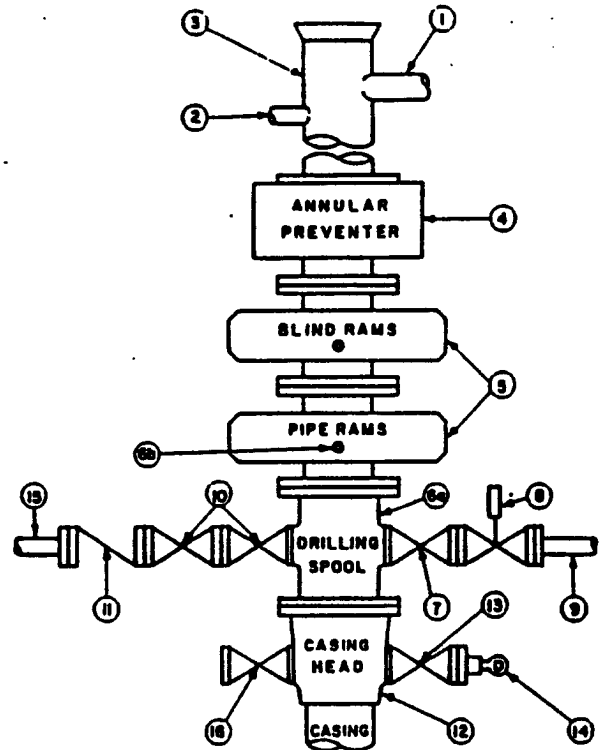 3 1
2
ANNULAR
PREVENTER
4
BLIND RAMS
5
PIPE RAMS
6b
15 10 6a 8
DRILLING
SPOOL
11 7 9
13
CASING
HEAD
16 12 14
CASING